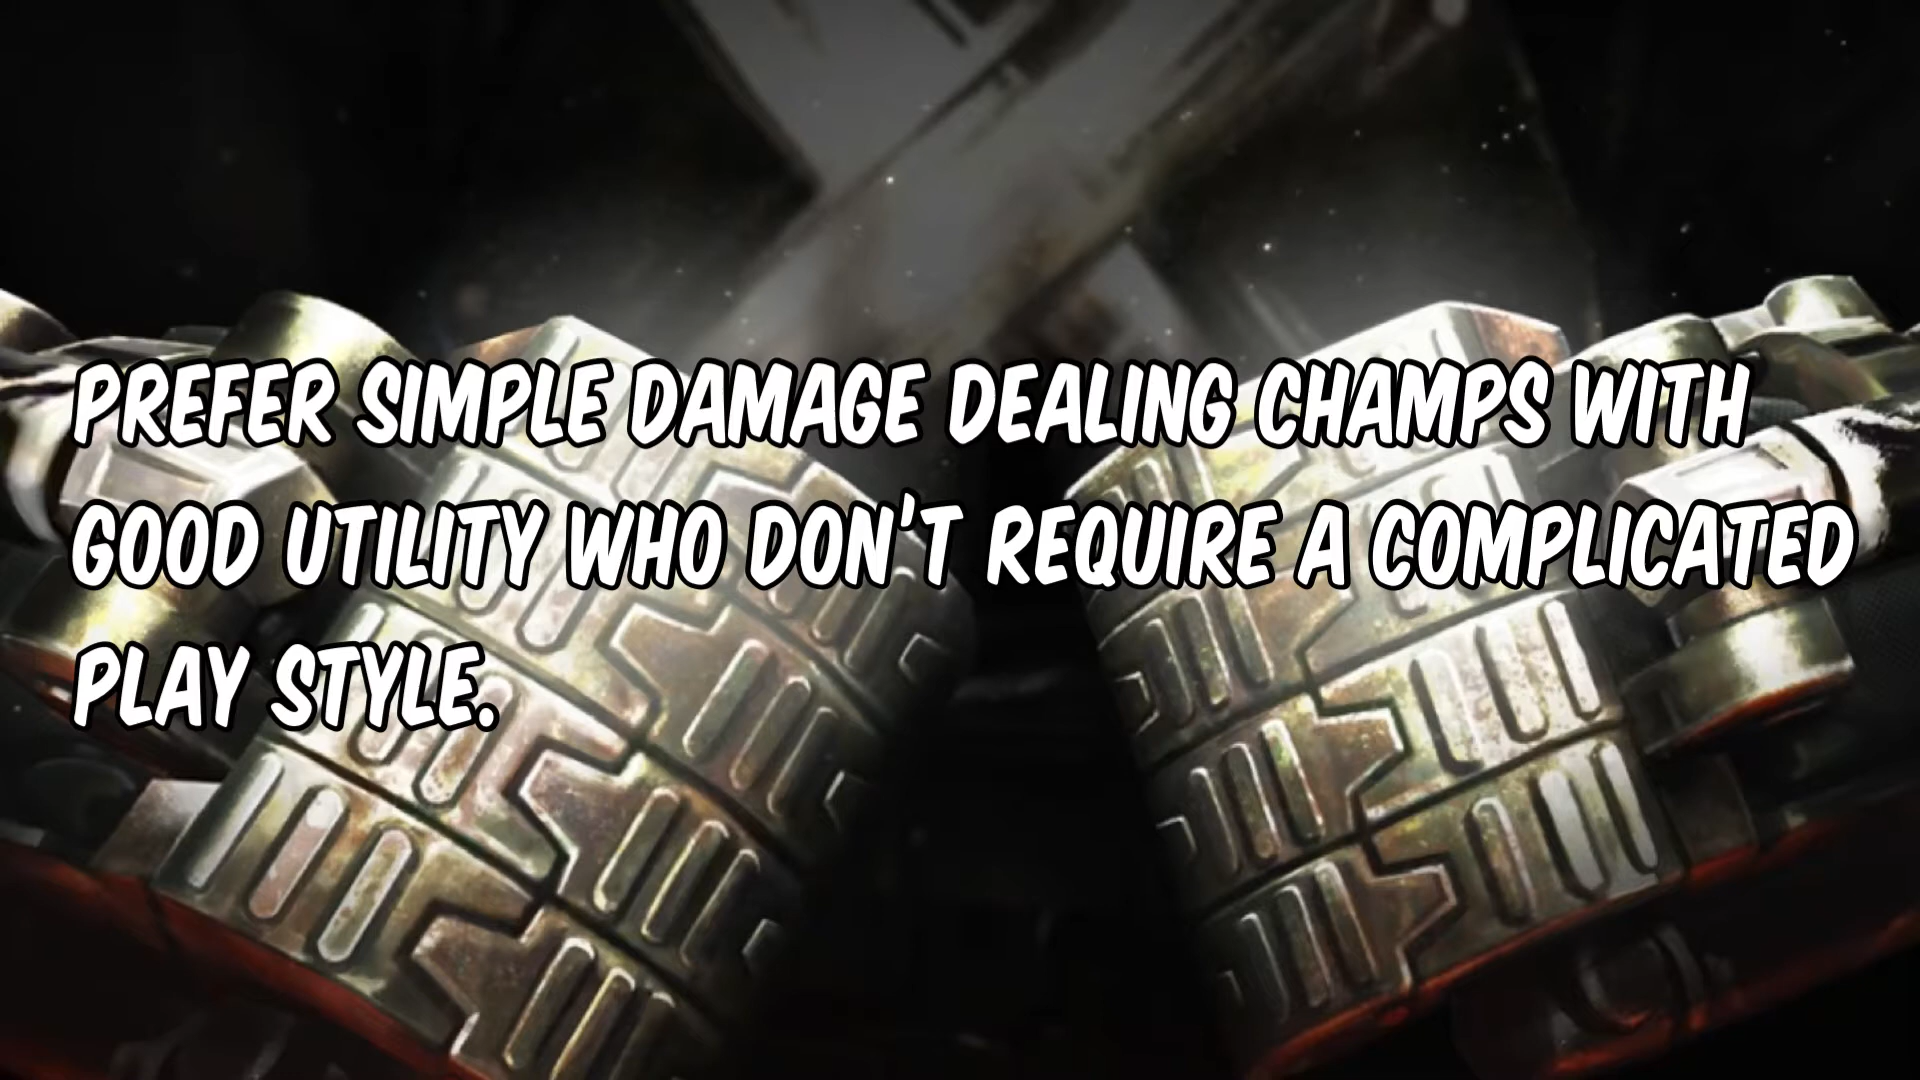 PREFER SIMPLE DAMAGE DEALING CHAMPS WITH
GOOD UTILITY WHO DON'T REQUIRE A COMPLICATED
PLAY STYLE.